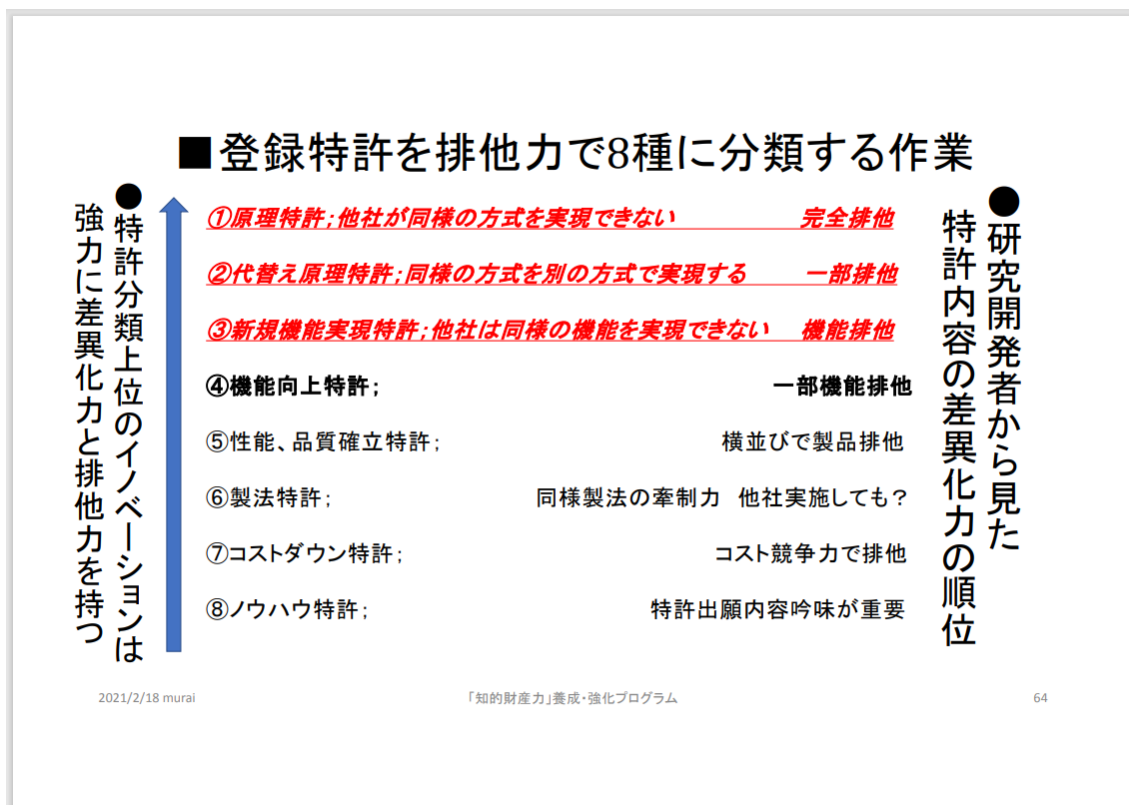 ■登録特許を排他力で8種に分類する作業
●特許分類上位のイノベーションは
強力に差異化力と排他力を持つ
①原理特許;他社が同様の方式を実現できない 完全排他
②代替え原理特許;同様の方式を別の方式で実現する 一部排他
③新規機能実現特許;他社は同様の機能を実現できない 機能排他
④機能向上特許; 一部機能排他
⑤性能、品質確立特許; 横並びで製品排他
⑥製法特許; 同様製法の牽制力 他社実施しても?
⑦コストダウン特許; コスト競争力で排他
⑧ノウハウ特許; 特許出願内容吟味が重要
●研究開発者から見た
特許内容の差異化力の順位
2021/2/18 murai 「知的財産力」養成・強化プログラム 64